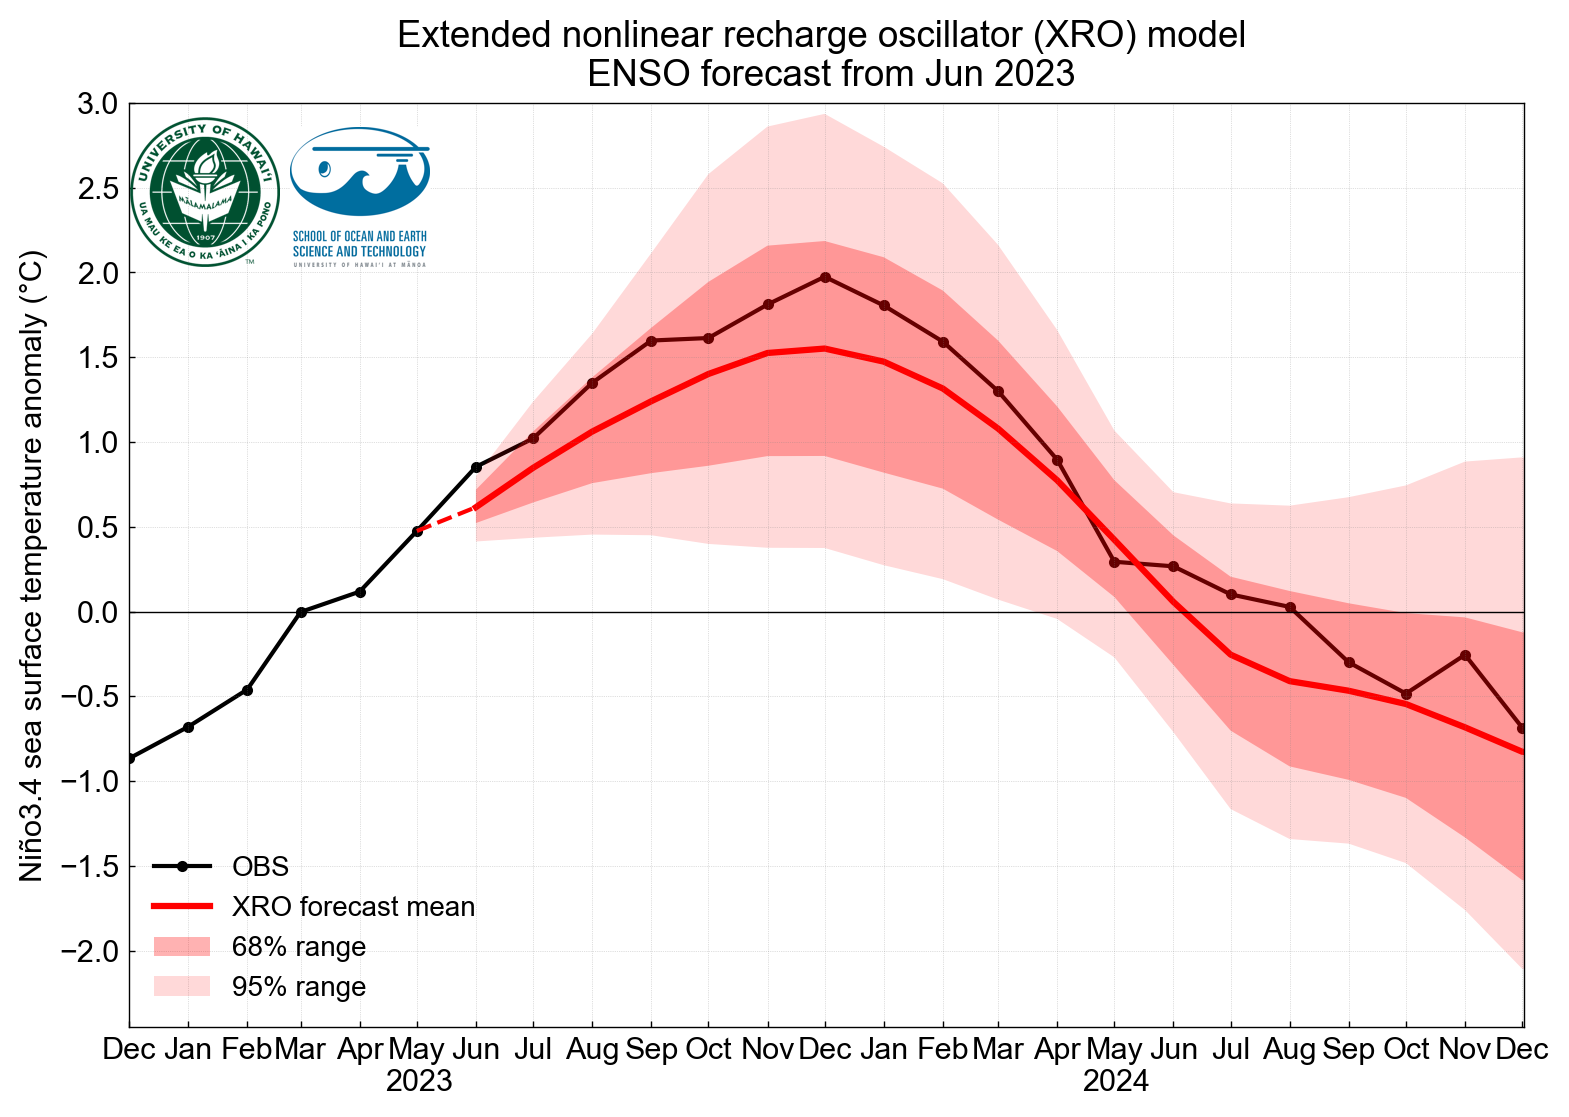 Extended nonlinear recharge oscillator (XRO) model
ENSO forecast from Jun 2023
UNIVERSITY OF HAWAIʻI
MĀLAMALAMA
1907
UA MAU KE EA O KA ʻĀINA I KA PONO
TM
SCHOOL OF OCEAN AND EARTH
SCIENCE AND TECHNOLOGY
UNIVERSITY OF HAWAIʻI AT MĀNOA
Niño3.4 sea surface temperature anomaly (°C)
3.0
2.5
2.0
1.5
1.0
0.5
0.0
−0.5
−1.0
−1.5
−2.0
OBS
XRO forecast mean
68% range
95% range
Dec Jan Feb Mar Apr May Jun Jul Aug Sep Oct Nov Dec Jan Feb Mar Apr May Jun Jul Aug Sep Oct Nov Dec
2023 2024